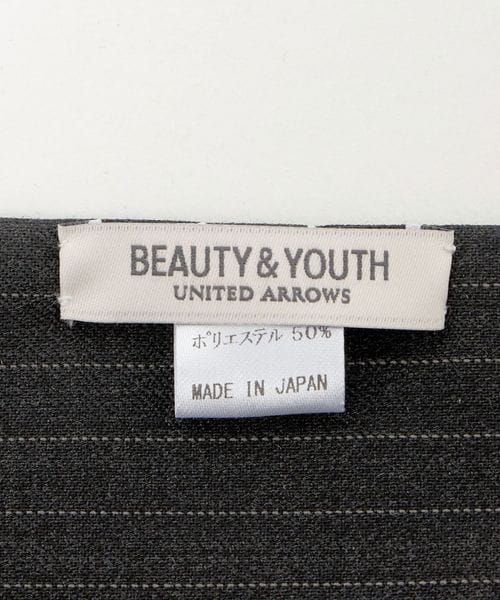 BEAUTY & YOUTH
UNITED ARROWS
ポリエステル 50%
MADE IN JAPAN